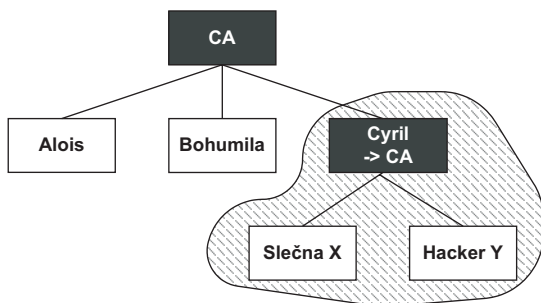 CA
Alois
Bohumila
Cyril
-> CA
Slečna X
Hacker Y